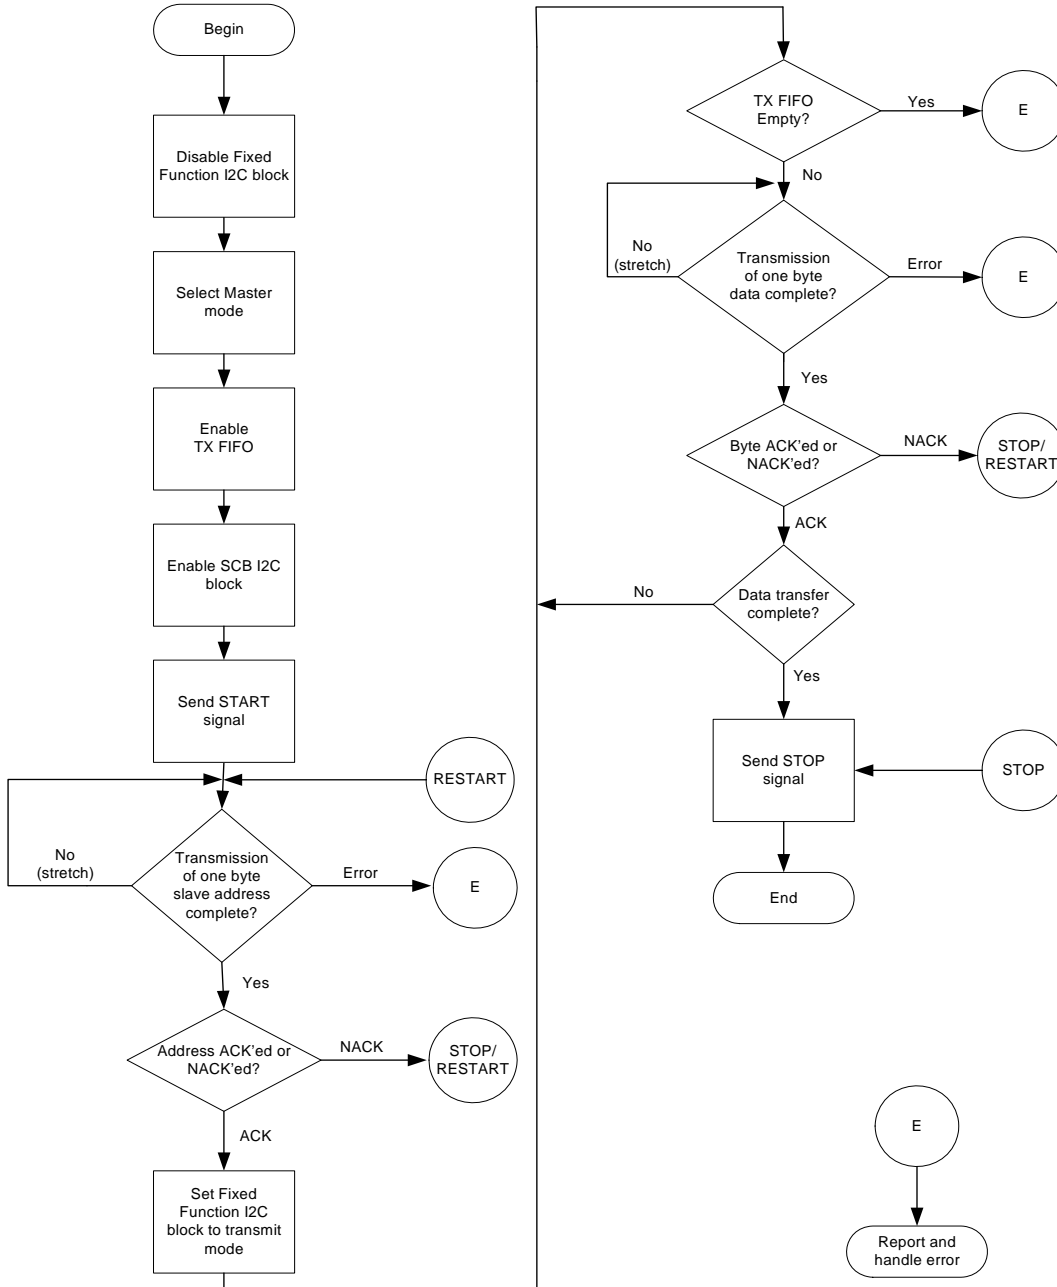 Begin
Disable Fixed
Function I2C block
Select Master
mode
Enable
TX FIFO
Enable SCB I2C
block
Send START
signal
RESTART
No
(stretch)
Transmission
of one byte
slave address
complete?
Error
E
Yes
Address ACK'ed or
NACK'ed?
NACK
STOP/
RESTART
ACK
Set Fixed
Function I2C
block to transmit
mode
TX FIFO
Empty?
Yes
E
No
No
(stretch)
Transmission
of one byte
data complete?
Error
E
Yes
Byte ACK'ed or
NACK'ed?
NACK
STOP/
RESTART
ACK
No
Data transfer
complete?
Yes
Send STOP
signal
STOP
End
E
Report and
handle error